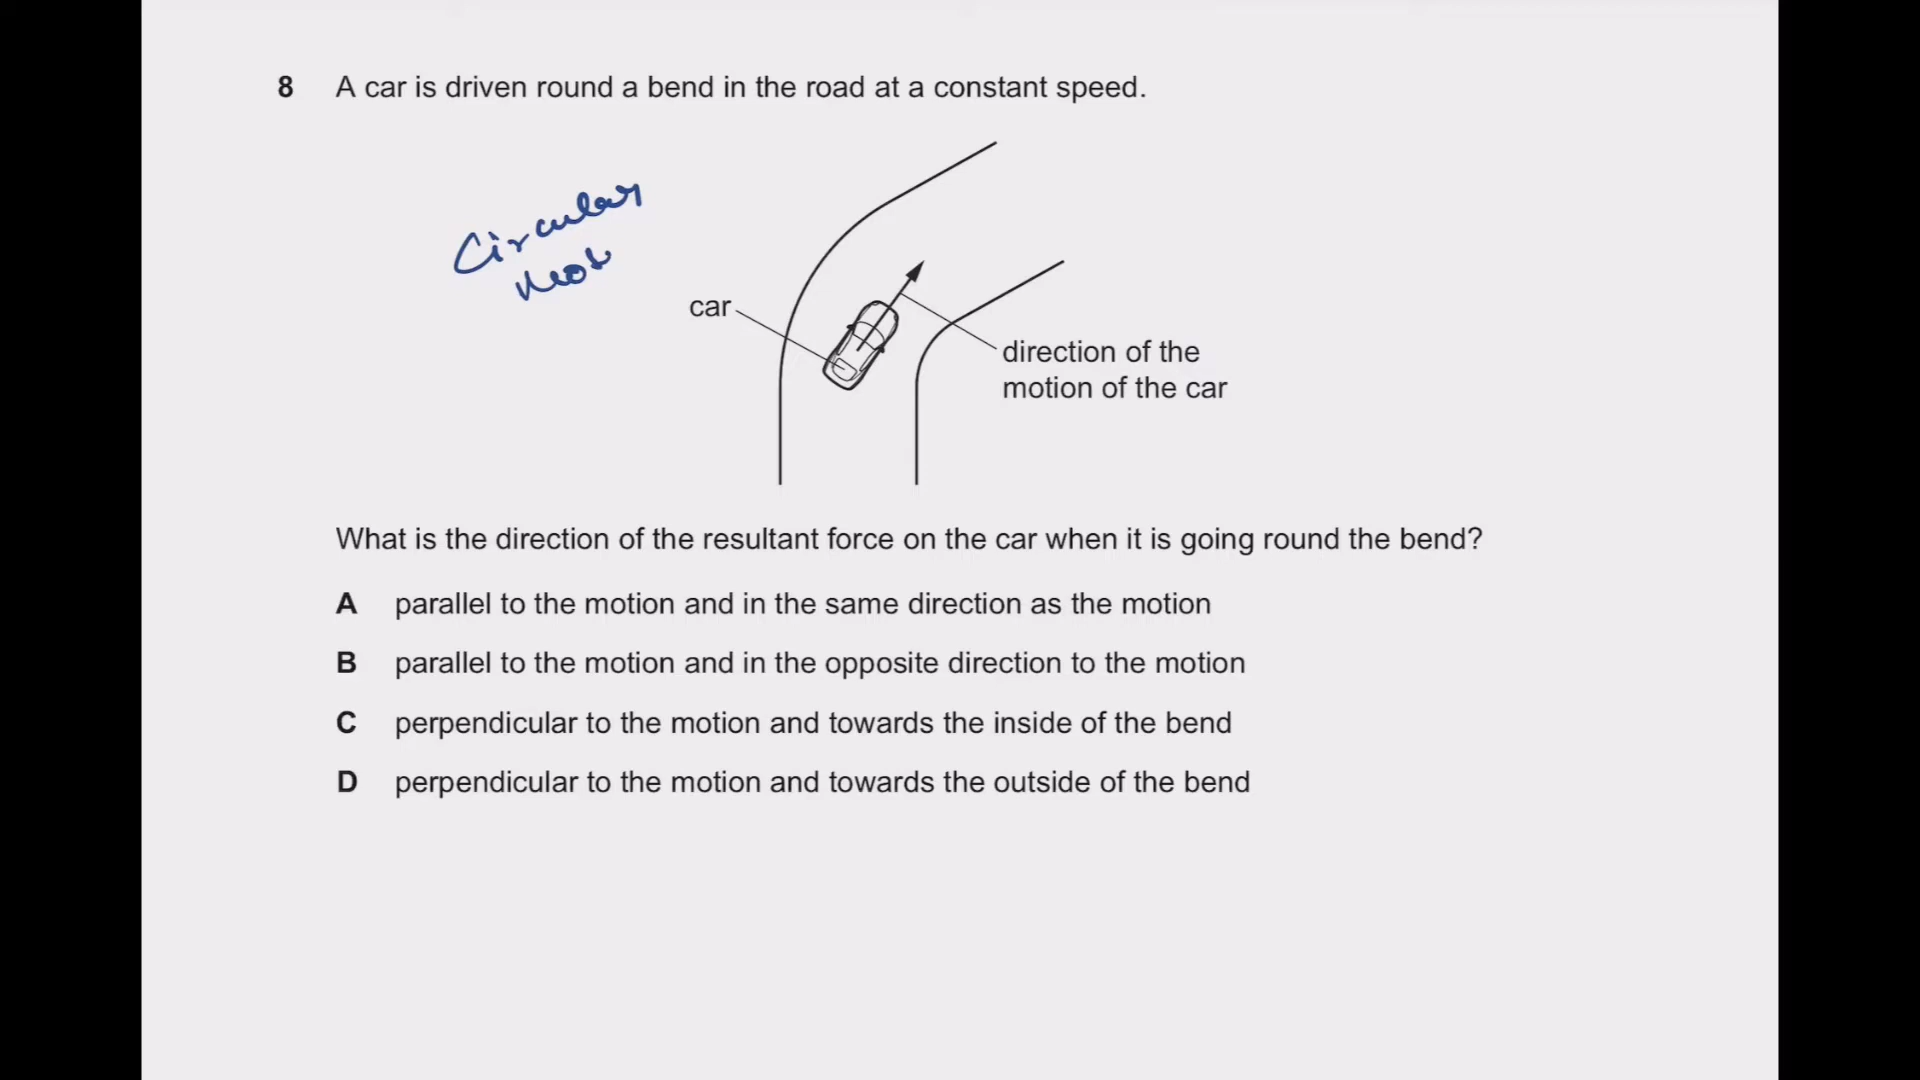 8 A car is driven round a bend in the road at a constant speed.
Circular
car
direction of the
motion of the car
What is the direction of the resultant force on the car when it is going round the bend?
A parallel to the motion and in the same direction as the motion
B parallel to the motion and in the opposite direction to the motion
C perpendicular to the motion and towards the inside of the bend
D perpendicular to the motion and towards the outside of the bend